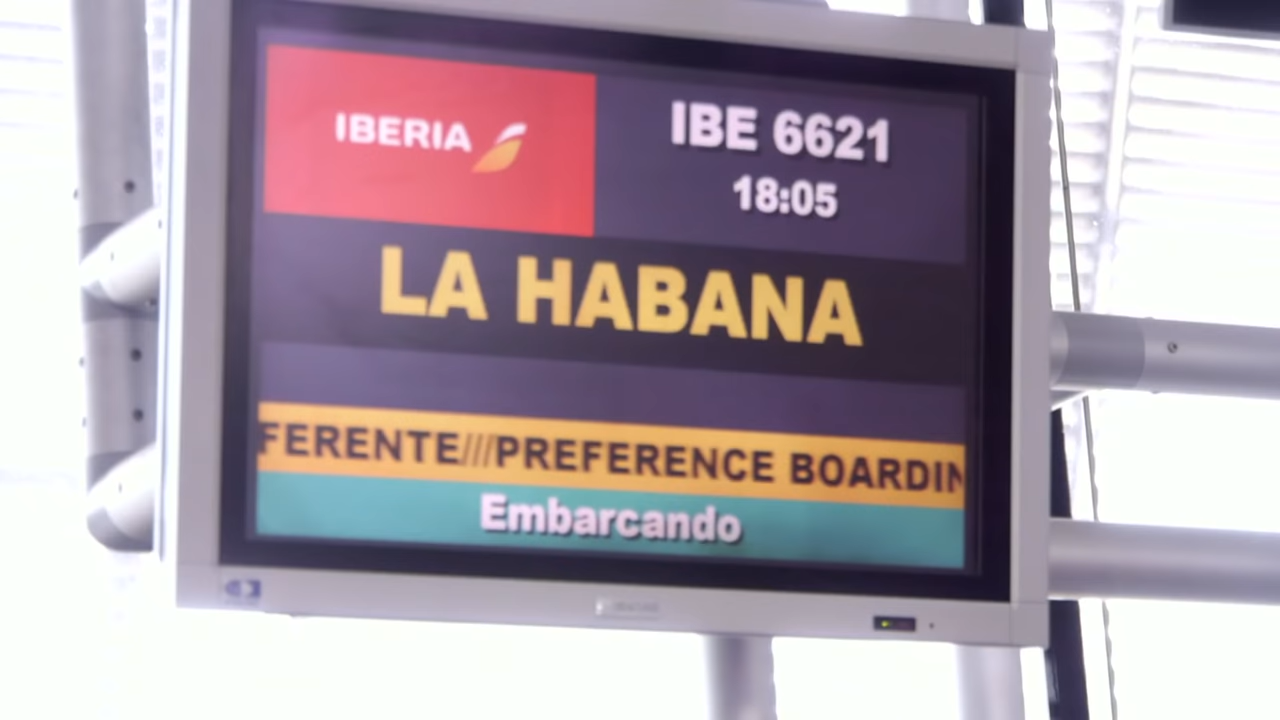 IBERIA
IBE 6621
18:05
LA HABANA
FERENTE///PREFERENCE BOARDIN
Embarcando